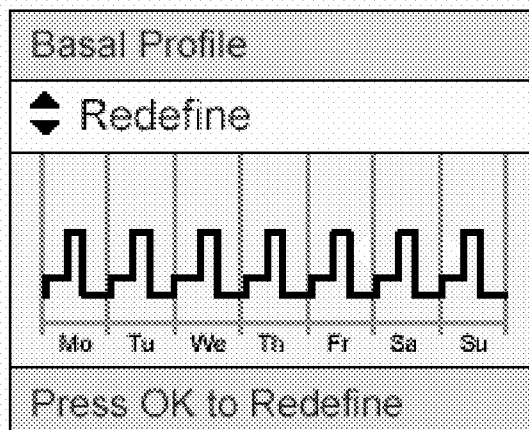 Basal Profile
Redefine
Mo Tu We Th Fr Sa Su
Press OK to Redefine